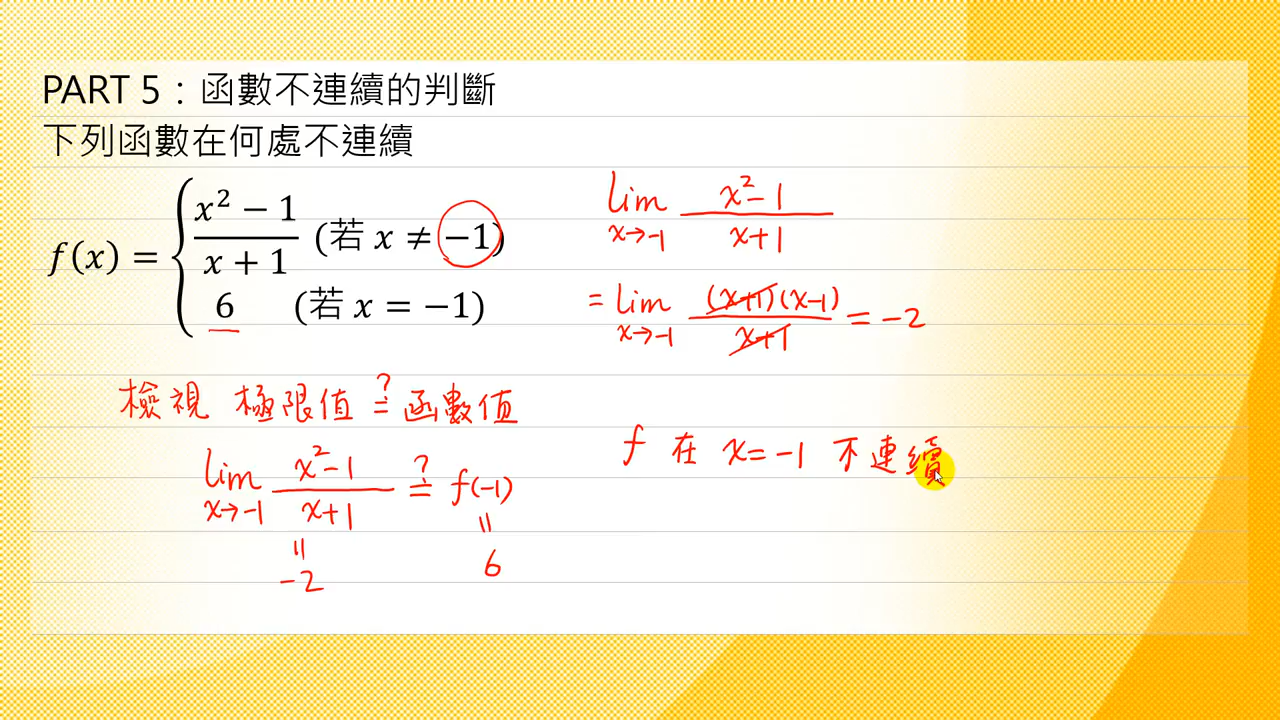 PART 5：函數不連續的判斷
下列函數在何處不連續
f(x) = { x² − 1 / x + 1 (若 x ≠ −1)
6 (若 x = −1)
lim x→-1 x²-1 / x+1
= lim x→-1 (x+1)(x-1) / x+1 = -2
檢視 極限值 ?= 函數值
lim x→-1 x²-1 / x+1 ?= f(-1)
= =
-2 6
f 在 x=-1 不連續